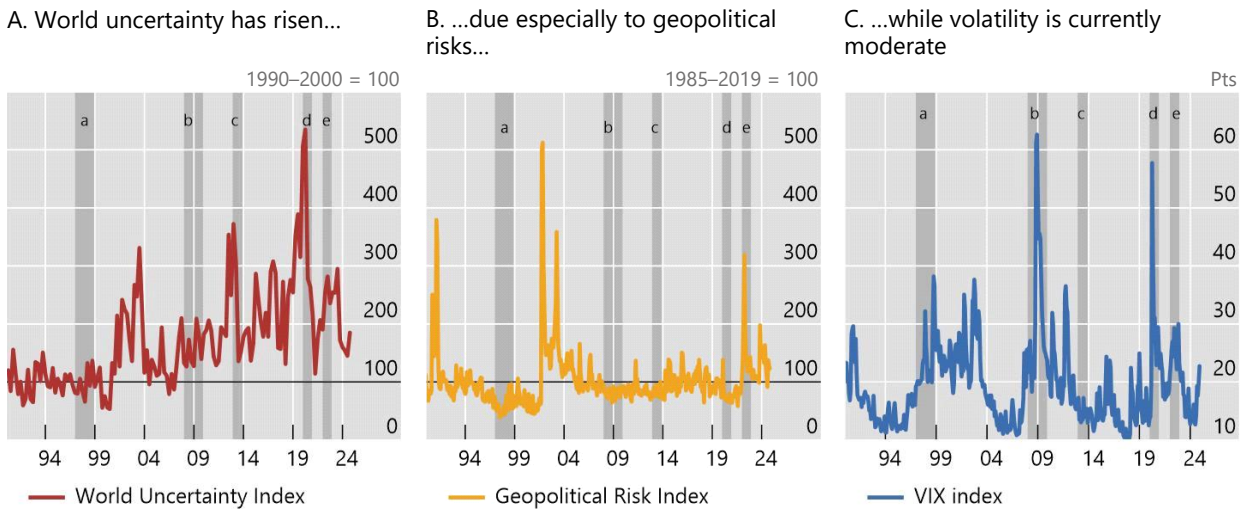 A. World uncertainty has risen…
1990–2000 = 100
a
b
c
d
e
500
400
300
200
100
0
94 99 04 09 14 19 24
World Uncertainty Index
B. …due especially to geopolitical
risks…
1985–2019 = 100
a
b
c
d
e
500
400
300
200
100
0
94 99 04 09 14 19 24
Geopolitical Risk Index
C. …while volatility is currently
moderate
Pts
a
b
c
d
e
60
50
40
30
20
10
94 99 04 09 14 19 24
VIX index